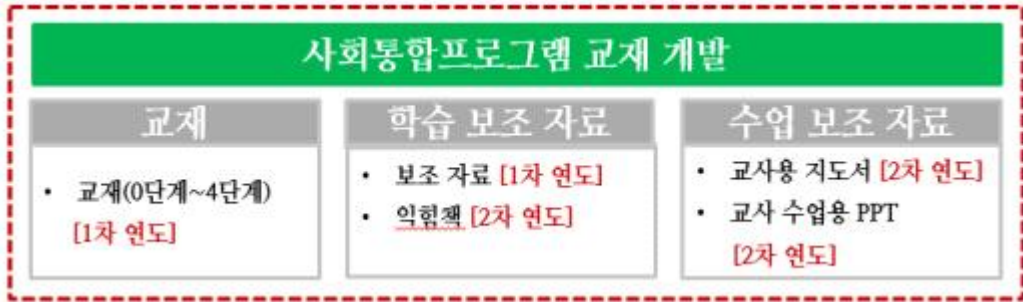 사회통합프로그램 교재 개발
교재
• 교재(0단계~4단계)
[1차 연도]
학습 보조 자료
• 보조 자료 [1차 연도]
• 익힘책 [2차 연도]
수업 보조 자료
• 교사용 지도서 [2차 연도]
• 교사 수업용 PPT
[2차 연도]